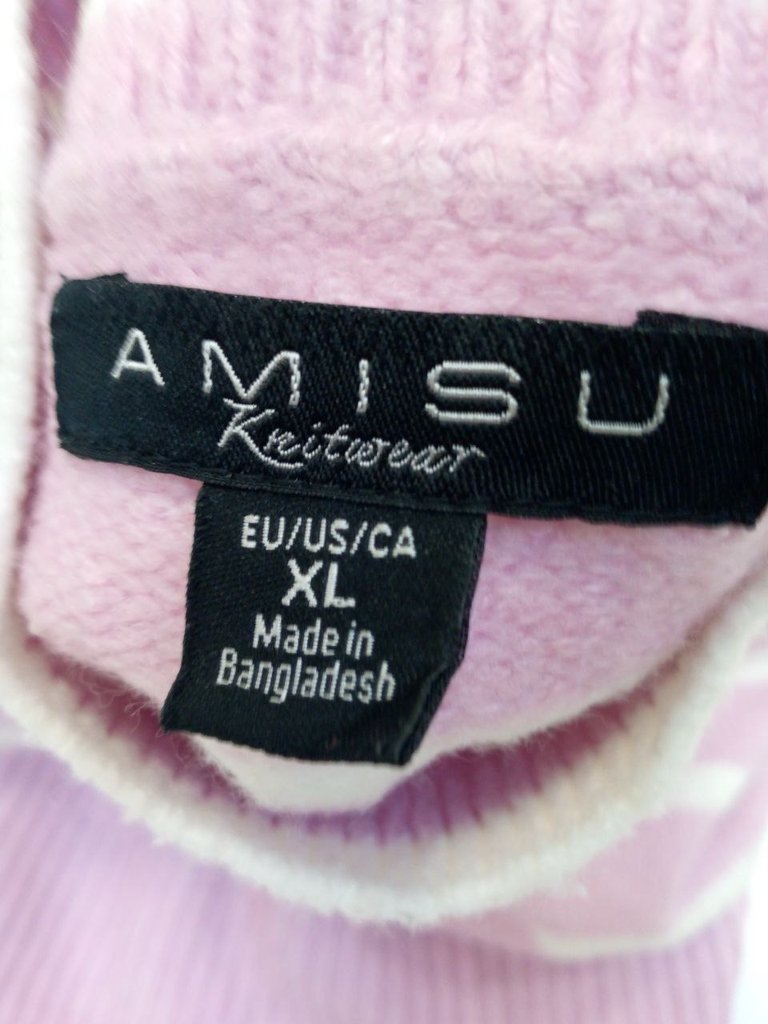 AMISU
Knitwear
EU/US/CA
XL
Made in
Bangladesh